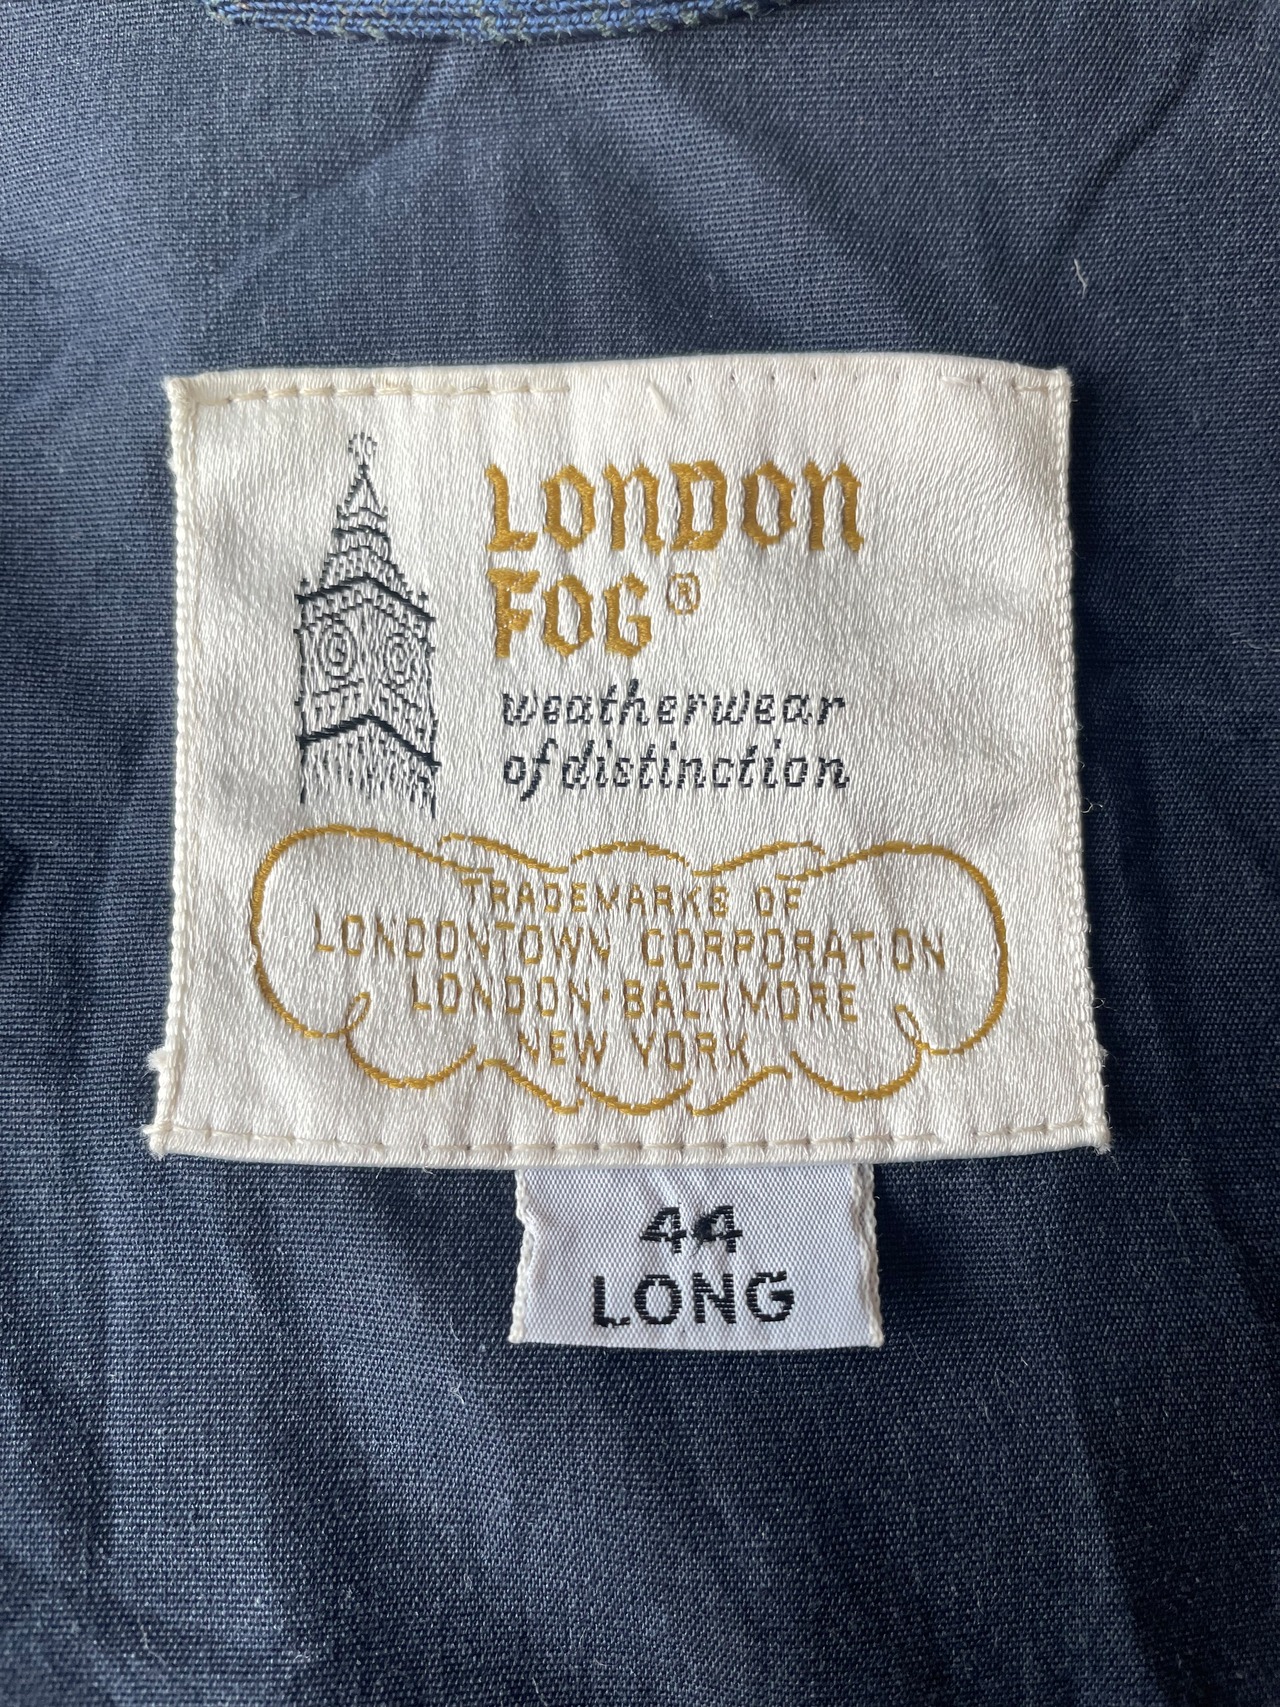 LONDON
FOG®
weatherwear
of distinction
TRADEMARKS OF
LONDONTOWN CORPORATION
LONDON·BALTIMORE
NEW YORK
44
LONG